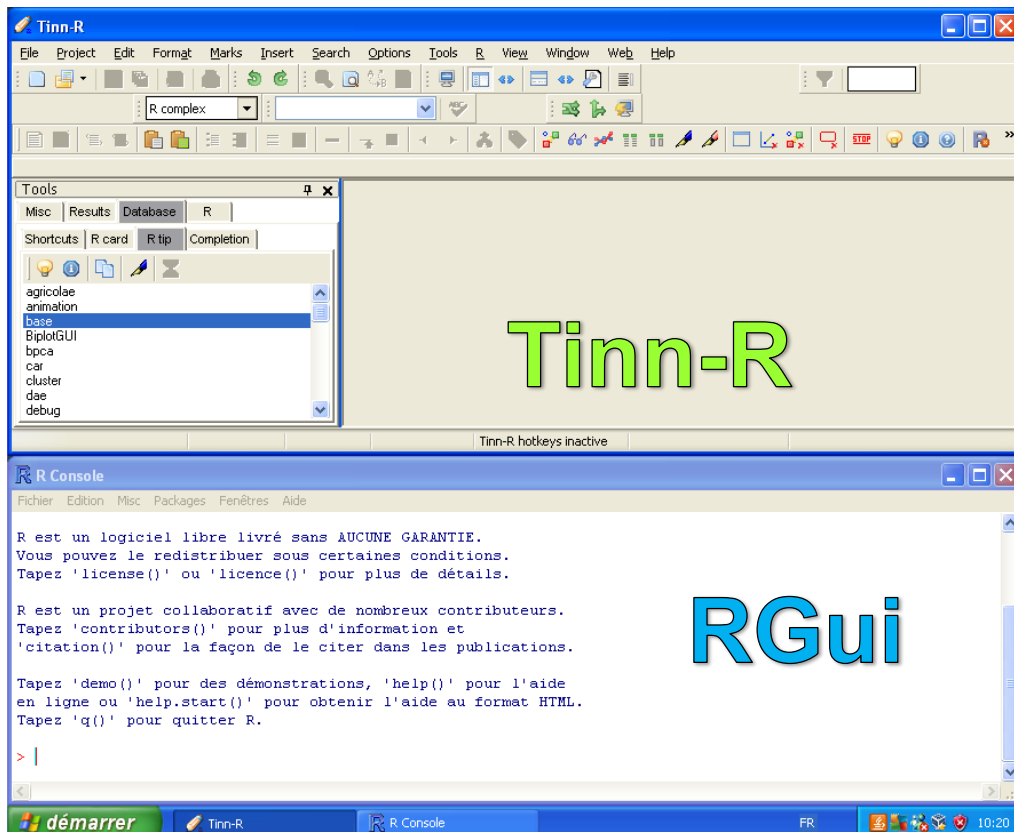 Tinn-R
File Project Edit Format Marks Insert Search Options Tools R View Window Web Help
R complex
ABC
STOP
»
Tools
Misc Results Database R
Shortcuts R card R tip Completion
agricolae
animation
base
BiplotGUI
bpca
car
cluster
dae
debug
Tinn-R
Tinn-R hotkeys inactive
R Console
Fichier Edition Misc Packages Fenêtres Aide
R est un logiciel libre livré sans AUCUNE GARANTIE.
Vous pouvez le redistribuer sous certaines conditions.
Tapez 'license()' ou 'licence()' pour plus de détails.
R est un projet collaboratif avec de nombreux contributeurs.
Tapez 'contributors()' pour plus d'information et
'citation()' pour la façon de le citer dans les publications.
RGui
Tapez 'demo()' pour des démonstrations, 'help()' pour l'aide
en ligne ou 'help.start()' pour obtenir l'aide au format HTML.
Tapez 'q()' pour quitter R.
>
démarrer Tinn-R R Console FR 10:20